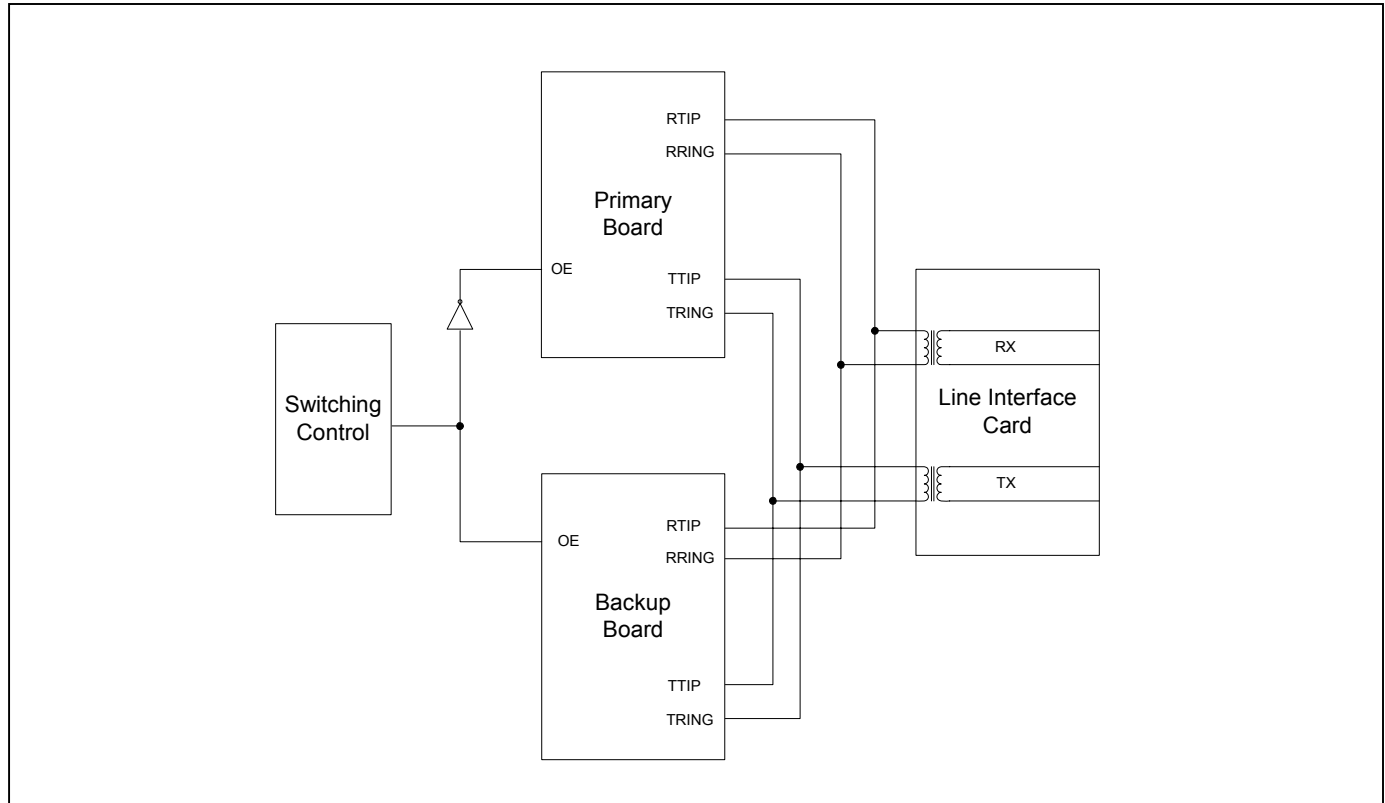 RTIP
RRING
Primary
Board
OE
TTIP
TRING
Switching
Control
RX
Line Interface
Card
TX
RTIP
OE
RRING
Backup
Board
TTIP
TRING